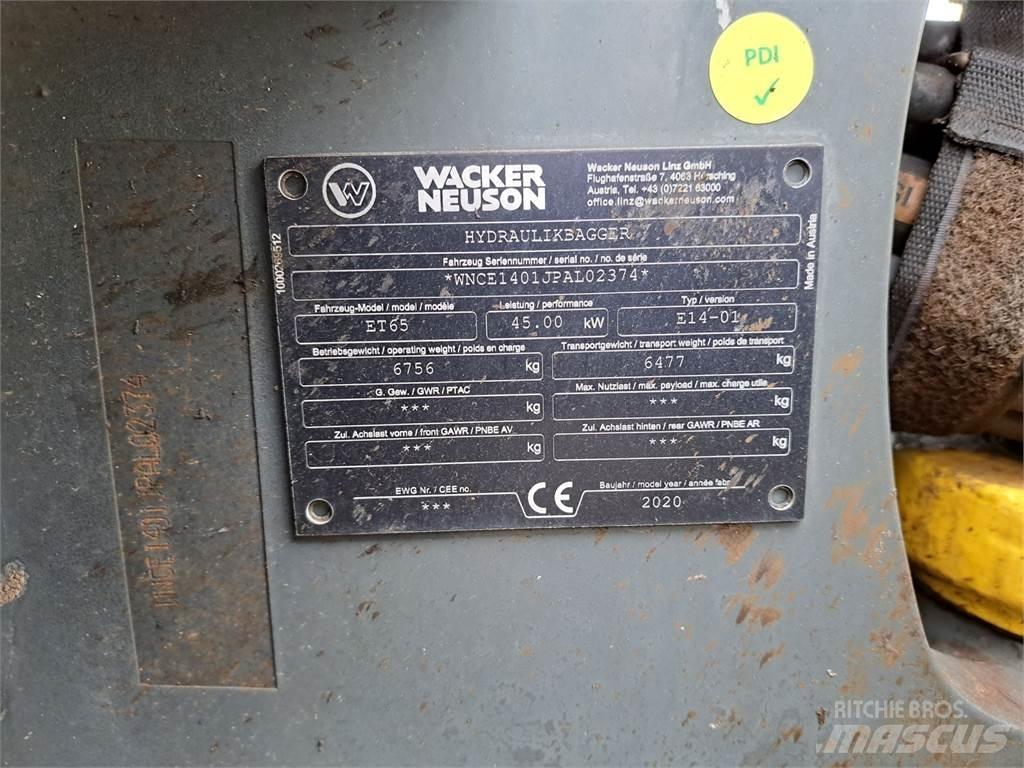 PDI
W
WACKER
NEUSON
Wacker Neuson Linz GmbH
Flughafenstraße 7, 4063 Hörsching
Austria, Tel. +43 (0)7221 63000
office.linz@wackerneuson.com
HYDRAULIKBAGGER
Fahrzeug Seriennummer / serial no. / no. de série
*WNCE1401JPAL02374*
Fahrzeug-Model / model / modèle
Leistung / performance
Typ / version
ET65
45.00 kW
E14-01
Betriebsgewicht / operating weight / poids en charge
Transportgewicht / transport weight / poids de transport
6756 kg
6477 kg
G. Gew. / GWR / PTAC
Max. Nutzlast / max. payload / max. charge utile
*** kg
*** kg
Zul. Achslast vorne / front GAWR / PNBE AV
Zul. Achslast hinten / rear GAWR / PNBE AR
*** kg
*** kg
EWG Nr. / CEE no.
***
CE
Baujahr / model year / année fabr.
2020
Made in Austria
WNCE1401JPAL02374
RITCHIE BROS.
MASCUS